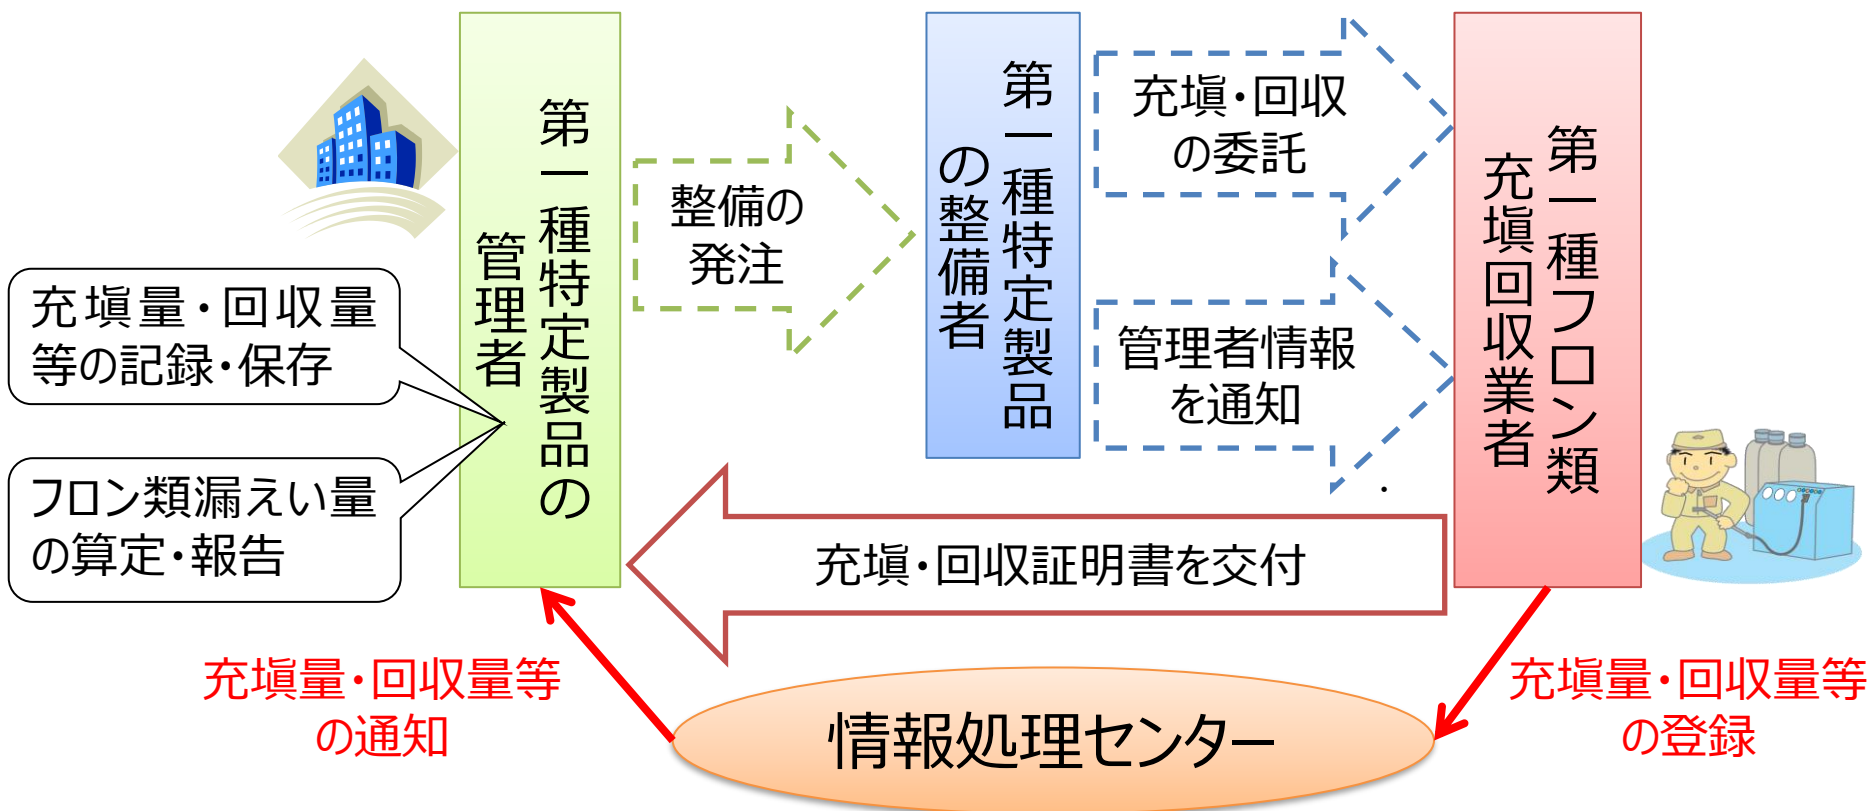 第一種特定製品の
管理者
整備の
発注
第一種特定製品
の整備者
充塡・回収
の委託
管理者情報
を通知
第一種フロン類
充塡回収業者
充塡量・回収量
等の記録・保存
フロン類漏えい量
の算定・報告
.
充塡・回収証明書を交付
充塡量・回収量等
の通知
情報処理センター
充塡量・回収量等
の登録